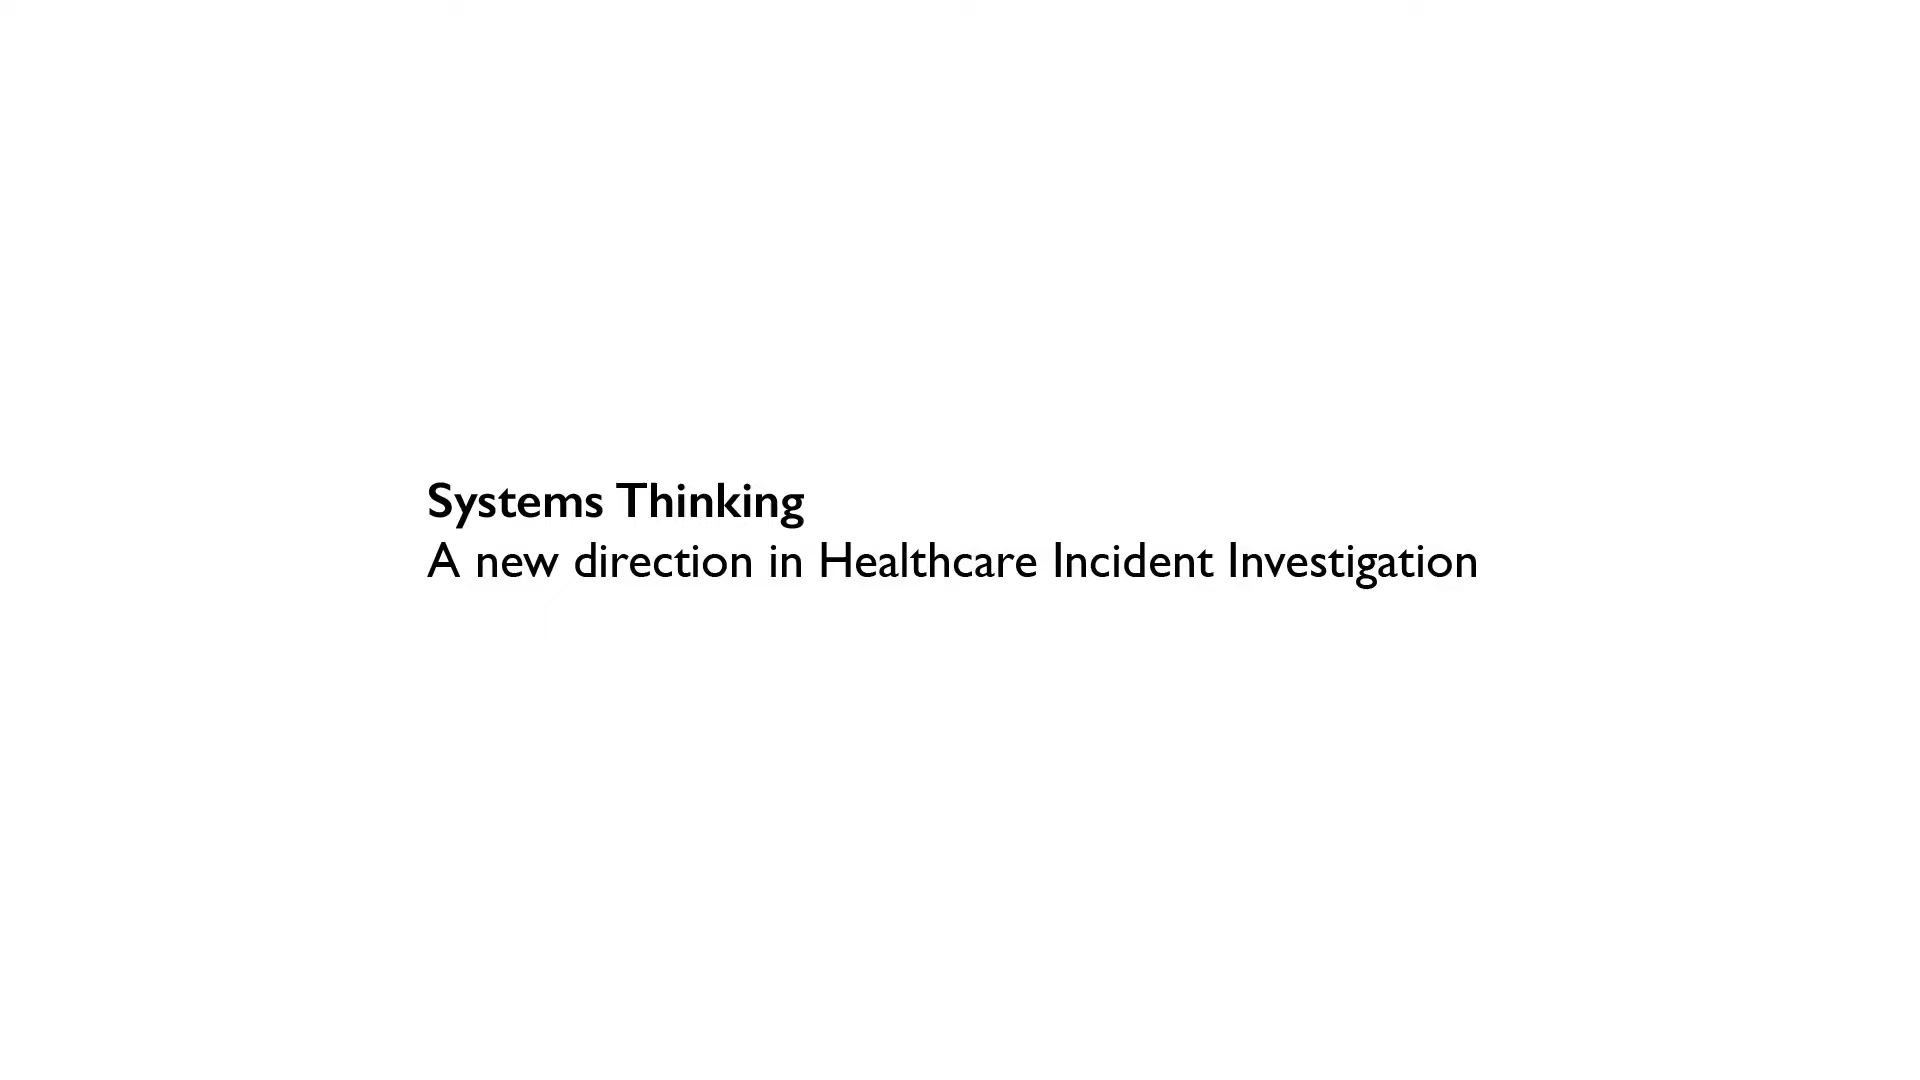 Systems Thinking
A new direction in Healthcare Incident Investigation